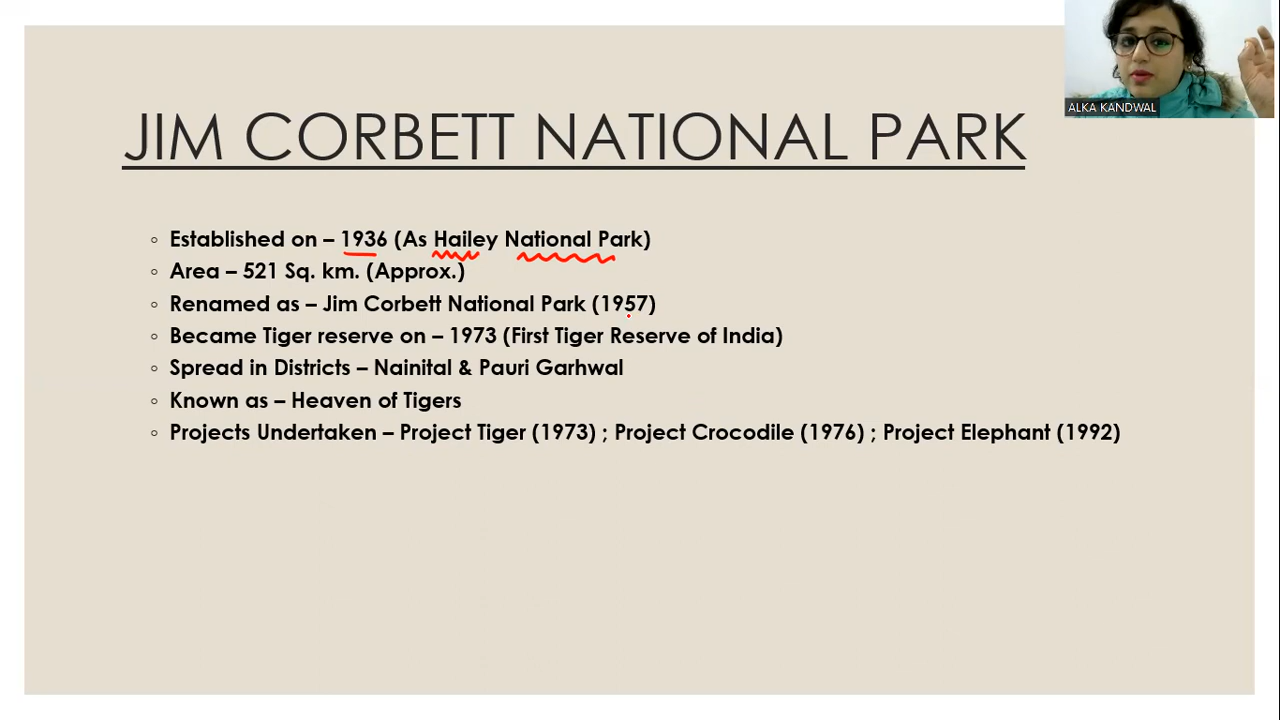 ALKA KANDWAL
JIM CORBETT NATIONAL PARK
◦ Established on – 1936 (As Hailey National Park)
◦ Area – 521 Sq. km. (Approx.)
◦ Renamed as – Jim Corbett National Park (1957)
◦ Became Tiger reserve on – 1973 (First Tiger Reserve of India)
◦ Spread in Districts – Nainital & Pauri Garhwal
◦ Known as – Heaven of Tigers
◦ Projects Undertaken – Project Tiger (1973) ; Project Crocodile (1976) ; Project Elephant (1992)